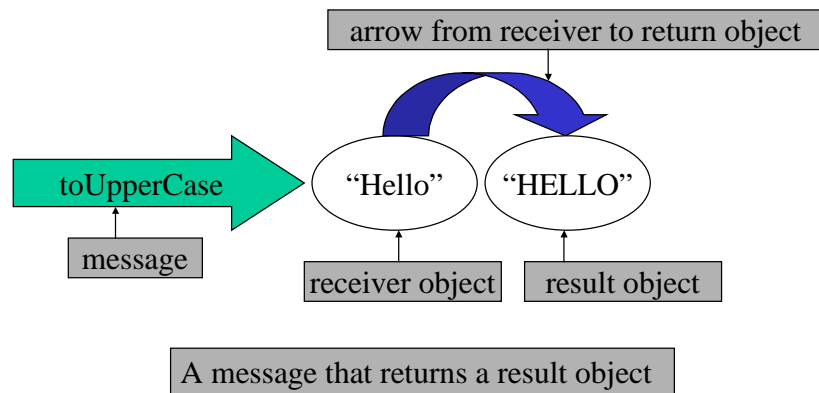 arrow from receiver to return object
toUpperCase
“Hello”
“HELLO”
message
receiver object
result object
A message that returns a result object